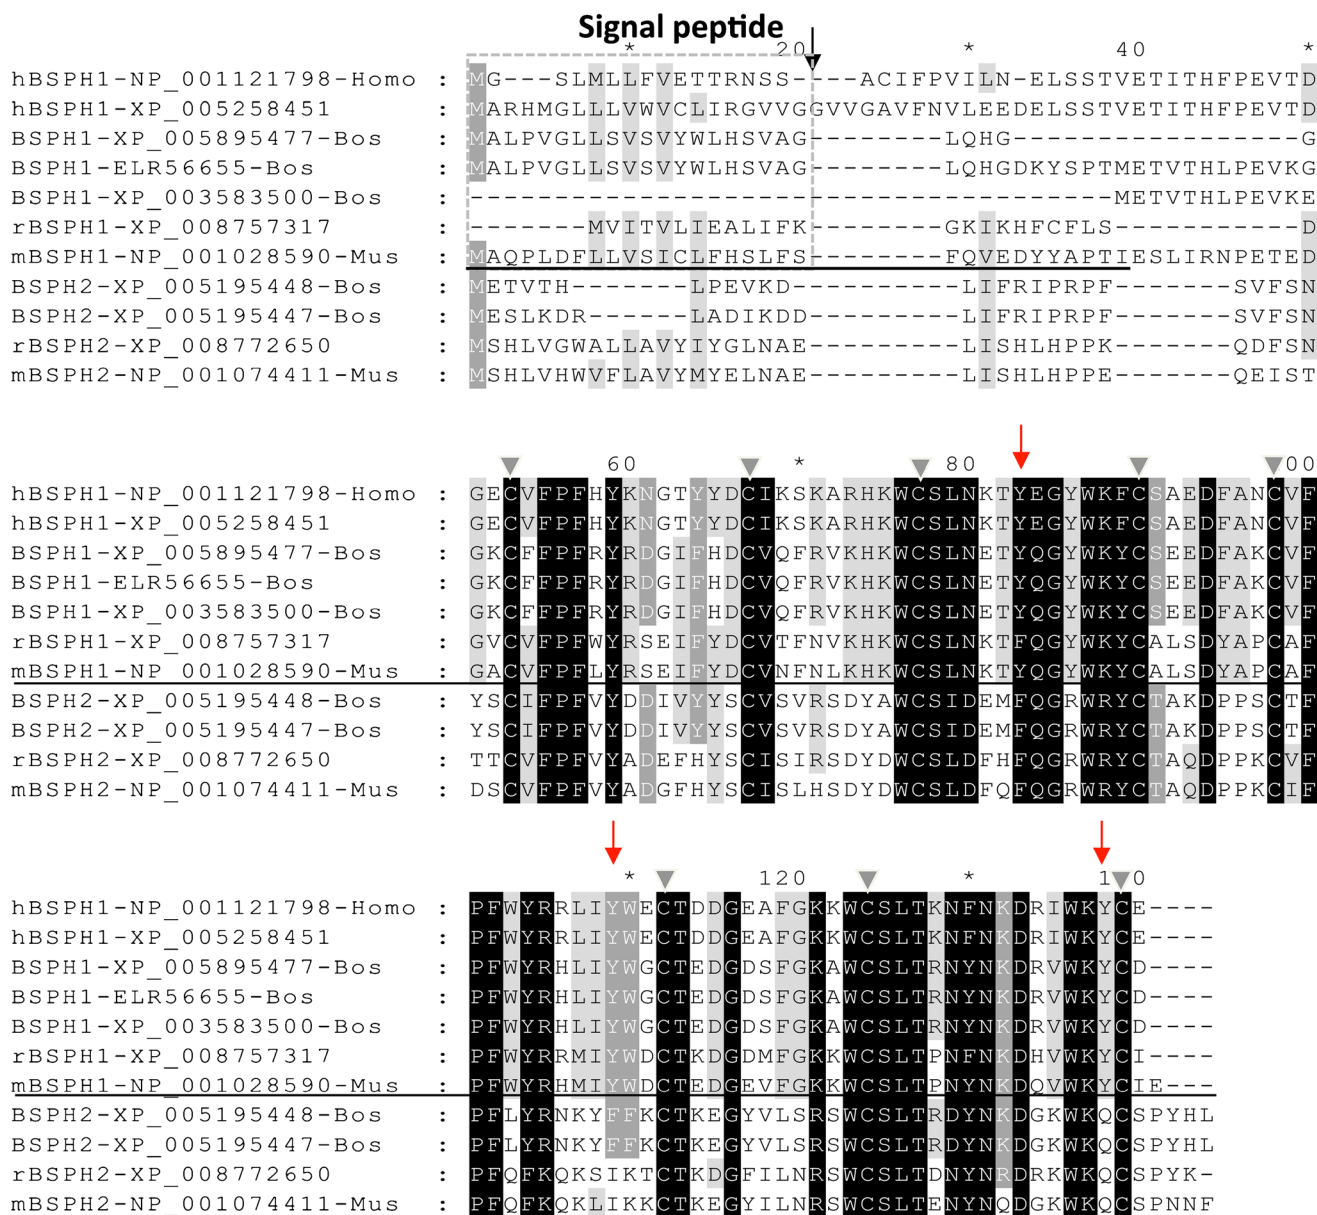 Signal peptide
* 20 * 40 *
hBSPH1-NP_001121798-Homo : MG---SLMLLFVETTRNSS----ACIFPVILN-ELSSTVETITHFPEVTD
hBSPH1-XP_005258451 : MARHMGLLLVWVCLIRGVVGGVVGAVFNVLEEDELSSTVETITHFPEVTD
BSPH1-XP_005895477-Bos : MALPVGLLSVSVYWLHSVAG--------LQHG-----------------G
BSPH1-ELR56655-Bos : MALPVGLLSVSVYWLHSVAG--------LQHGDKYSPTMETVTHLPEVKG
BSPH1-XP_003583500-Bos : --------------------------------------METVTHLPEVKE
rBSPH1-XP_008757317 : -------MVITVLIEALIFK--------GKIKHFCFLS-----------D
mBSPH1-NP_001028590-Mus : MAQPLDFLLVSICLFHSLFS--------FQVEDYYAPTIESLIRNPETED
BSPH2-XP_005195448-Bos : METVTH-------LPEVKD---------LIFRIPRPF-------SVFSN
BSPH2-XP_005195447-Bos : MESLKDR------LADIKDD--------LIFRIPRPF-------SVFSN
rBSPH2-XP_008772650 : MSHLVGWALLAVYIYGLNAE---------LISHLHPPK------QDFSN
mBSPH2-NP_001074411-Mus : MSHLVHWVFLAVYMYELNAE---------LISHLHPPE------QEIST
60 * 80 00
hBSPH1-NP_001121798-Homo : GECVFPFHYKNGTYYDCIKSKARHKWCSLNKTYEGYWKFCSAEDFANCVF
hBSPH1-XP_005258451 : GECVFPFHYKNGTYYDCIKSKARHKWCSLNKTYEGYWKFCSAEDFANCVF
BSPH1-XP_005895477-Bos : GKCFFPFRYRDGIFHDCVQFRVKHKWCSLNETYQGYWKYCSEEDFAKCVF
BSPH1-ELR56655-Bos : GKCFFPFRYRDGIFHDCVQFRVKHKWCSLNETYQGYWKYCSEEDFAKCVF
BSPH1-XP_003583500-Bos : GKCFFPFRYRDGIFHDCVQFRVKHKWCSLNETYQGYWKYCSEEDFAKCVF
rBSPH1-XP_008757317 : GVCVFPFWYRSEIFYDCVTFNVKHKWCSLNKTFQGYWKYCALSDYAPCAF
mBSPH1-NP_001028590-Mus : GACVFPFLYRSEIFYDCVNFNLKHKWCSLNKTYQGYWKYCALSDYAPCAF
BSPH2-XP_005195448-Bos : YSCIFPFVYDDIVYYSCVSVRSDYAWCSIDEMFQGRWRYCTAKDPPSCTF
BSPH2-XP_005195447-Bos : YSCIFPFVYDDIVYYSCVSVRSDYAWCSIDEMFQGRWRYCTAKDPPSCTF
rBSPH2-XP_008772650 : TTCVFPFVYADEFHYSCISIRSDYDWCSLDFHFQGRWRYCTAQDPPKCVF
mBSPH2-NP_001074411-Mus : DSCVFPFVYADGFHYSCISLHSDYDWCSLDFQFQGRWRYCTAQDPPKCIF
* 120 * 1 0
hBSPH1-NP_001121798-Homo : PFWYRRLIYWECTDDGEAFGKKWCSLTKNFNKDRIWKYCE----
hBSPH1-XP_005258451 : PFWYRRLIYWECTDDGEAFGKKWCSLTKNFNKDRIWKYCE----
BSPH1-XP_005895477-Bos : PFWYRHLIYWGCTEDGDSFGKAWCSLTRNYNKDRVWKYCD----
BSPH1-ELR56655-Bos : PFWYRHLIYWGCTEDGDSFGKAWCSLTRNYNKDRVWKYCD----
BSPH1-XP_003583500-Bos : PFWYRHLIYWGCTEDGDSFGKAWCSLTRNYNKDRVWKYCD----
rBSPH1-XP_008757317 : PFWYRRMIYWDCTKDGDMFGKKWCSLTPNFNKDHVWKYCI----
mBSPH1-NP_001028590-Mus : PFWYRHMIYWDCTEDGEVFGKKWCSLTPNYNKDQVWKYCIE---
BSPH2-XP_005195448-Bos : PFLYRNKYFFKCTKEGYVLSRSWCSLTRDYNKDGKWKQCSPYHL
BSPH2-XP_005195447-Bos : PFLYRNKYFFKCTKEGYVLSRSWCSLTRDYNKDGKWKQCSPYHL
rBSPH2-XP_008772650 : PFQFKQKSIKTCTKDGFILNRSWCSLTDNYNRDRKWKQCSPYK-
mBSPH2-NP_001074411-Mus : PFQFKQKLIKKCTKEGYILNRSWCSLTENYNQDGKWKQCSPNNF